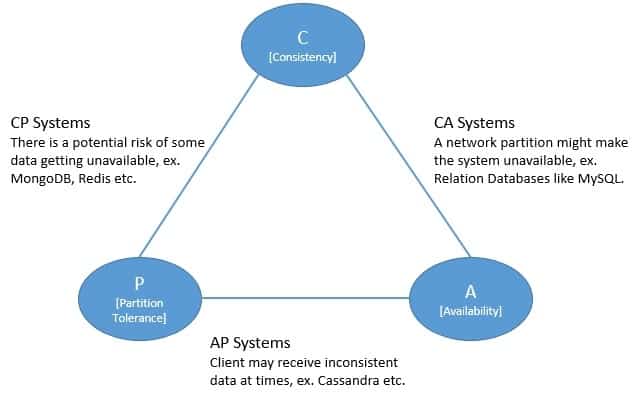 C
[Consistency]
CP Systems
There is a potential risk of some
data getting unavailable, ex.
MongoDB, Redis etc.
CA Systems
A network partition might make
the system unavailable, ex.
Relation Databases like MySQL.
P
[Partition
Tolerance]
A
[Availability]
AP Systems
Client may receive inconsistent
data at times, ex. Cassandra etc.